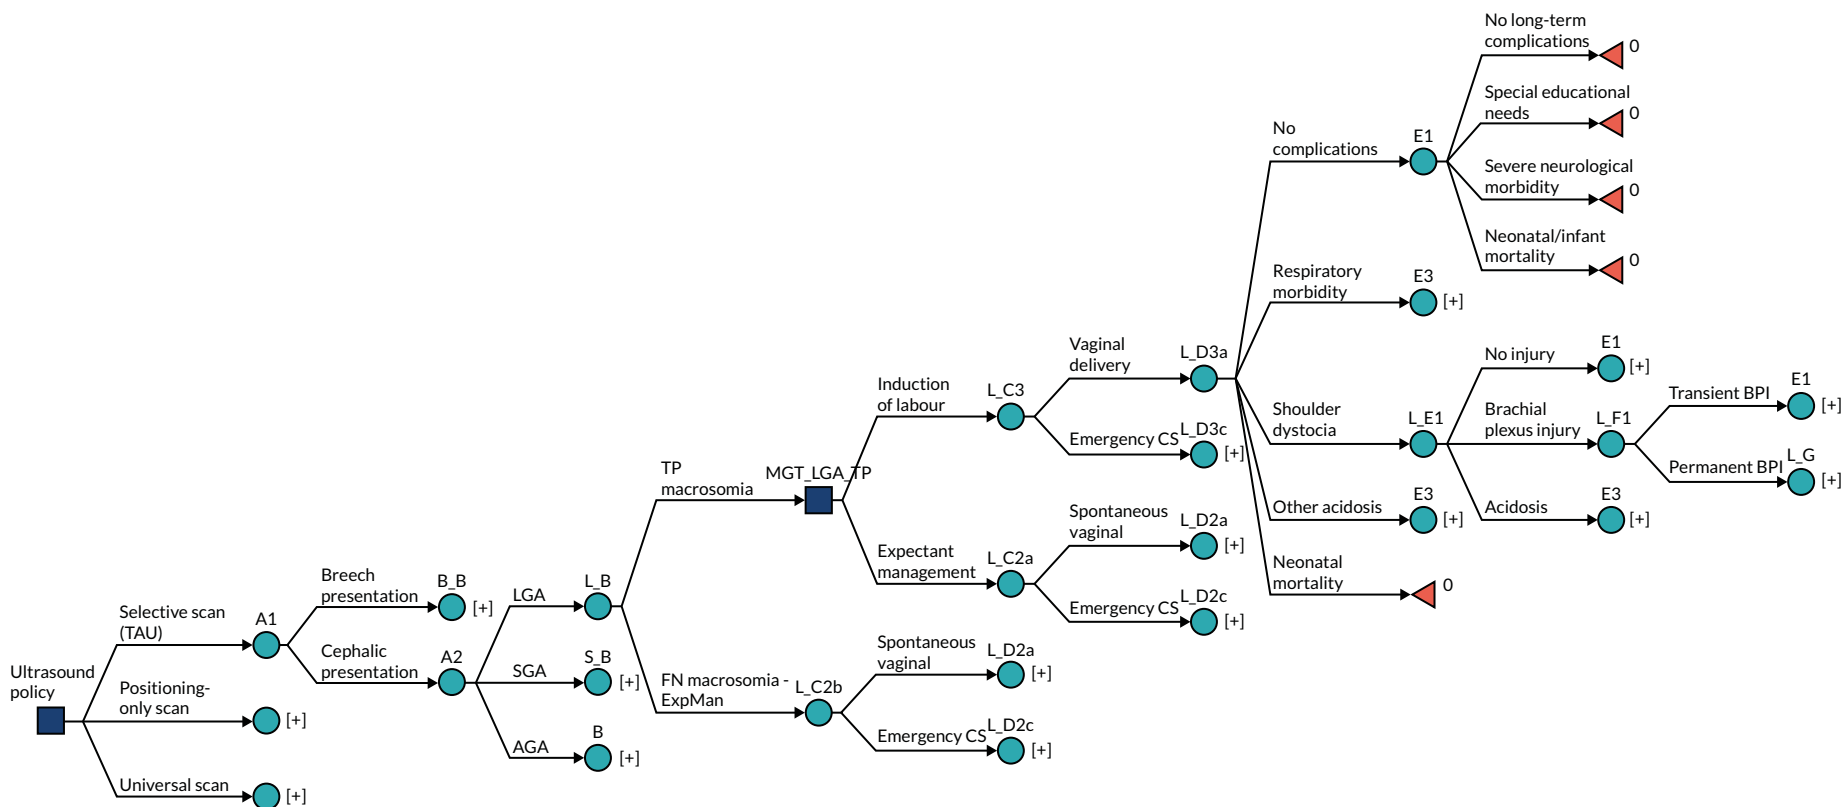 Ultrasound
policy
Selective scan
(TAU)
A1
Positioning-
only scan
[+]
Universal scan
[+]
Breech
presentation
B_B
[+]
Cephalic
presentation
A2
LGA
L_B
SGA
S_B
[+]
AGA
B
[+]
TP
macrosomia
MGT_LGA_TP
FN macrosomia -
ExpMan
L_C2b
Induction
of labour
L_C3
Expectant
management
L_C2a
Spontaneous
vaginal
L_D2a
[+]
Emergency CS
L_D2c
[+]
Vaginal
delivery
L_D3a
Emergency CS
L_D3c
[+]
Spontaneous
vaginal
L_D2a
[+]
Emergency CS
L_D2c
[+]
No
complications
E1
Respiratory
morbidity
E3
[+]
Shoulder
dystocia
L_E1
Other acidosis
E3
[+]
Neonatal
mortality
0
No long-term
complications
0
Special educational
needs
0
Severe neurological
morbidity
0
Neonatal/infant
mortality
0
No injury
E1
[+]
Brachial
plexus injury
L_F1
Acidosis
E3
[+]
Transient BPI
E1
[+]
Permanent BPI
L_G
[+]